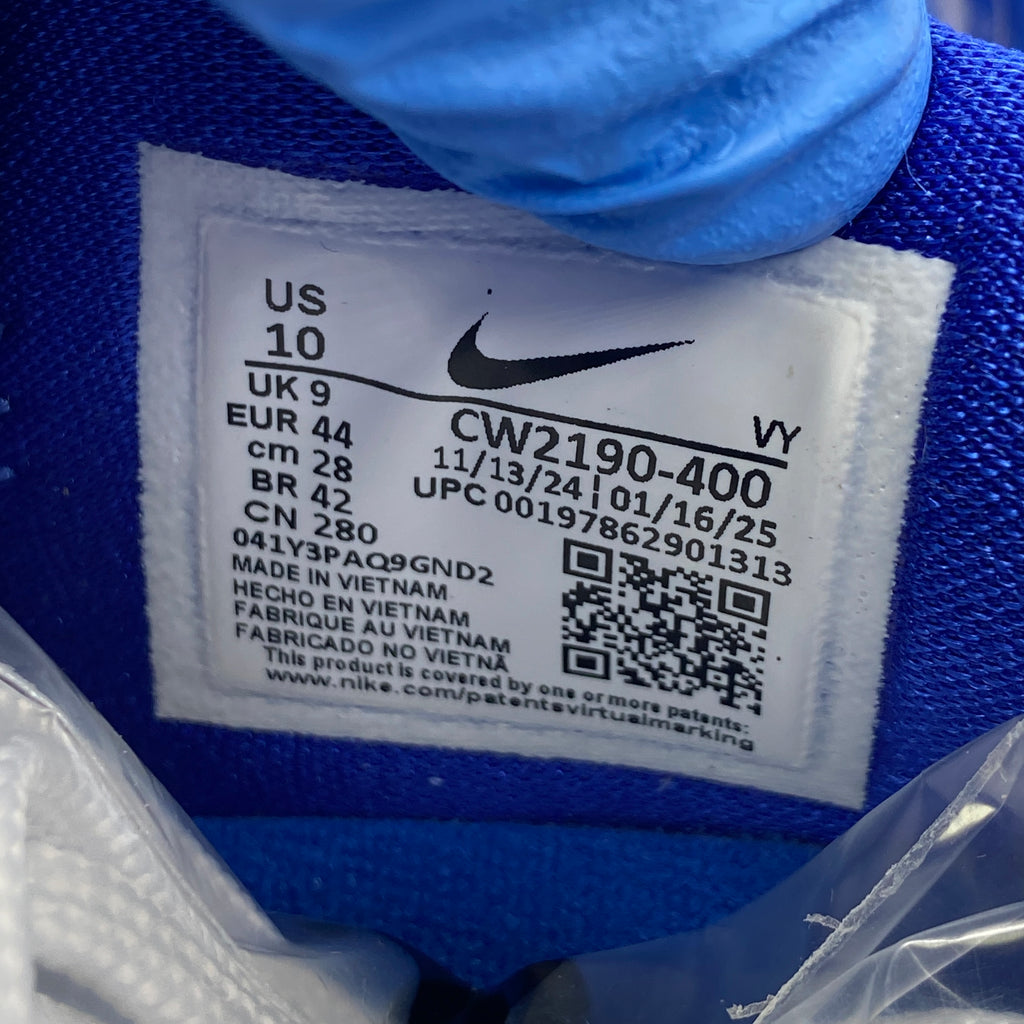 US
10
UK 9
EUR 44
cm 28
BR 42
CN 280
VY
CW2190-400
11/13/24 | 01/16/25
UPC 00197862901313
041Y3PAQ9GND2
MADE IN VIETNAM
HECHO EN VIETNAM
FABRIQUE AU VIETNAM
FABRICADO NO VIETNÃ
This product is covered by one or more patents:
www.nike.com/patentsvirtualmarking